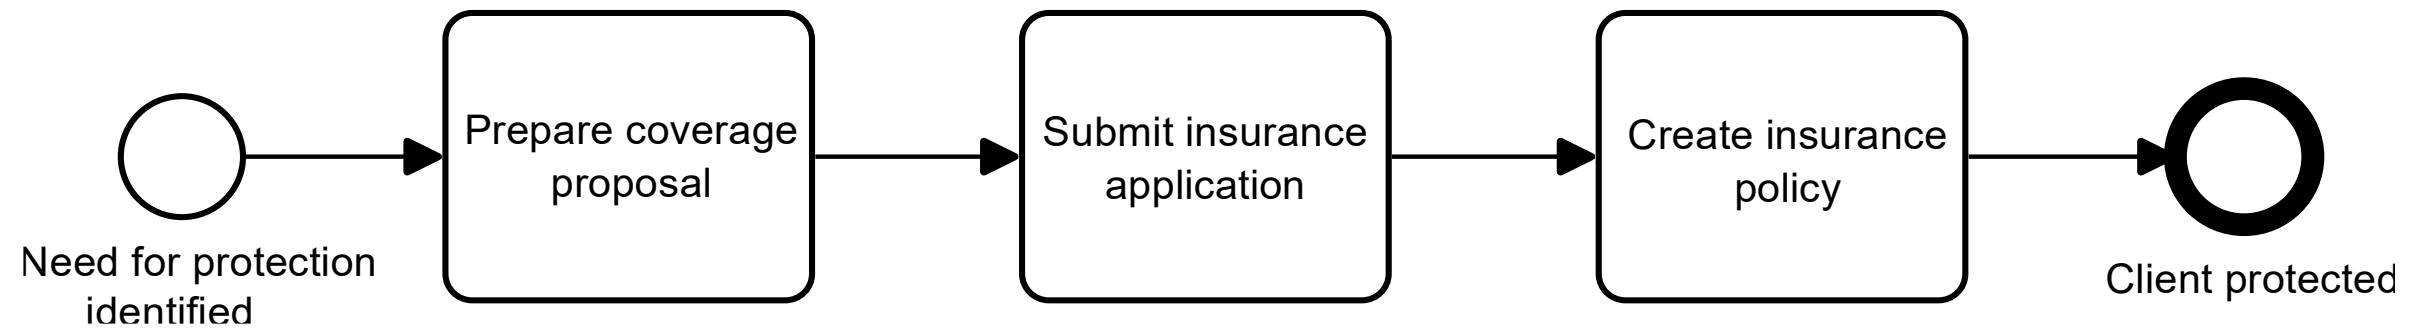 Need for protection
identified
Prepare coverage
proposal
Submit insurance
application
Create insurance
policy
Client protected